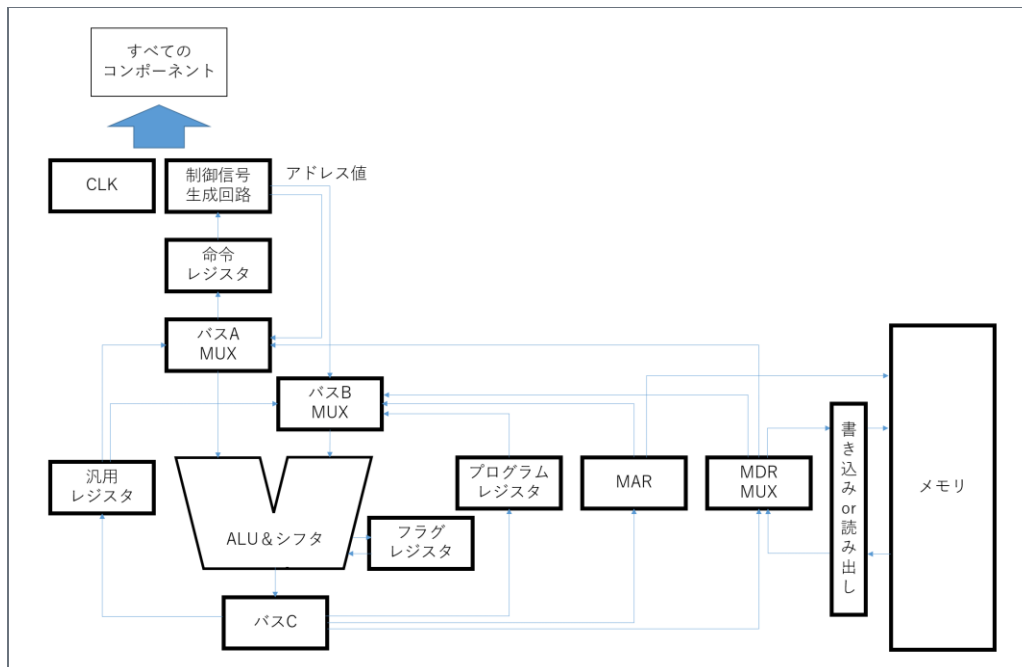 すべての
コンポーネント
CLK
制御信号
生成回路
アドレス値
命令
レジスタ
バスA
MUX
バスB
MUX
汎用
レジスタ
ALU&シフタ
フラグ
レジスタ
プログラム
レジスタ
MAR
MDR
MUX
書き込みor読み出し
メモリ
バスC